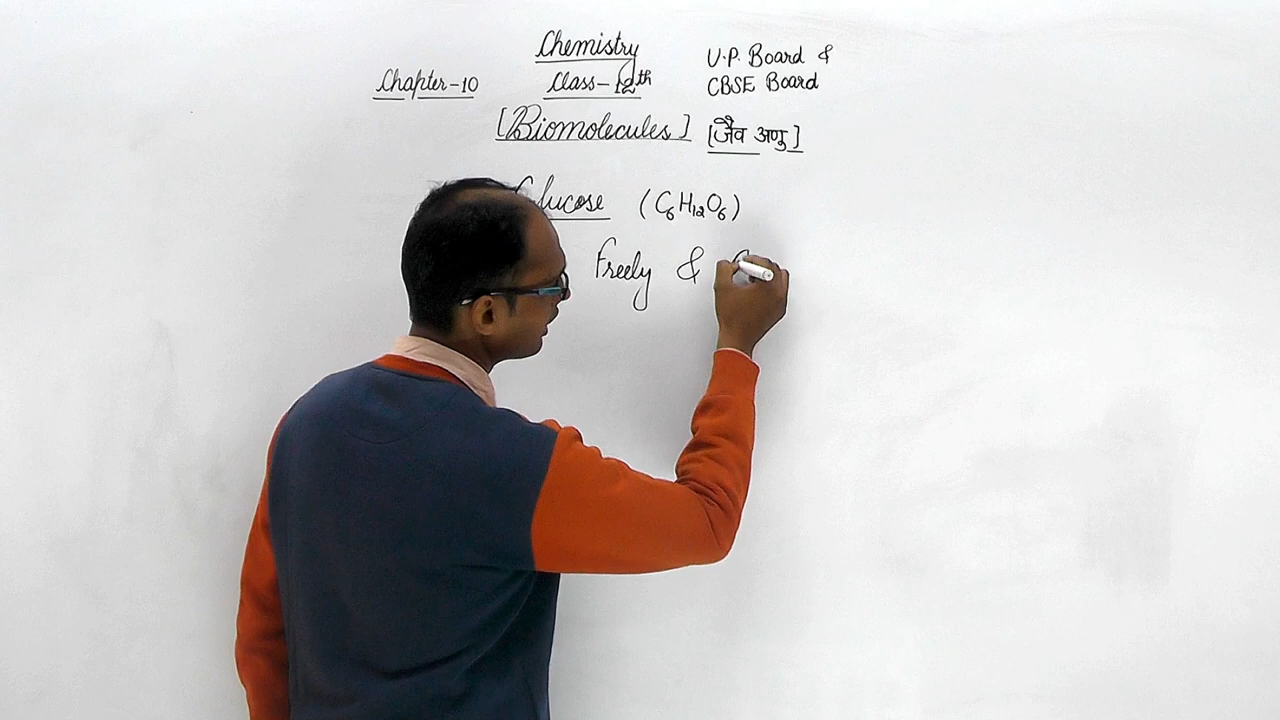 Chemistry
U.P. Board &
Chapter-10
Class-12th
CBSE Board
[Biomolecules] [जैव अणु]
Glucose (C₆H₁₂O₆)
Freely &